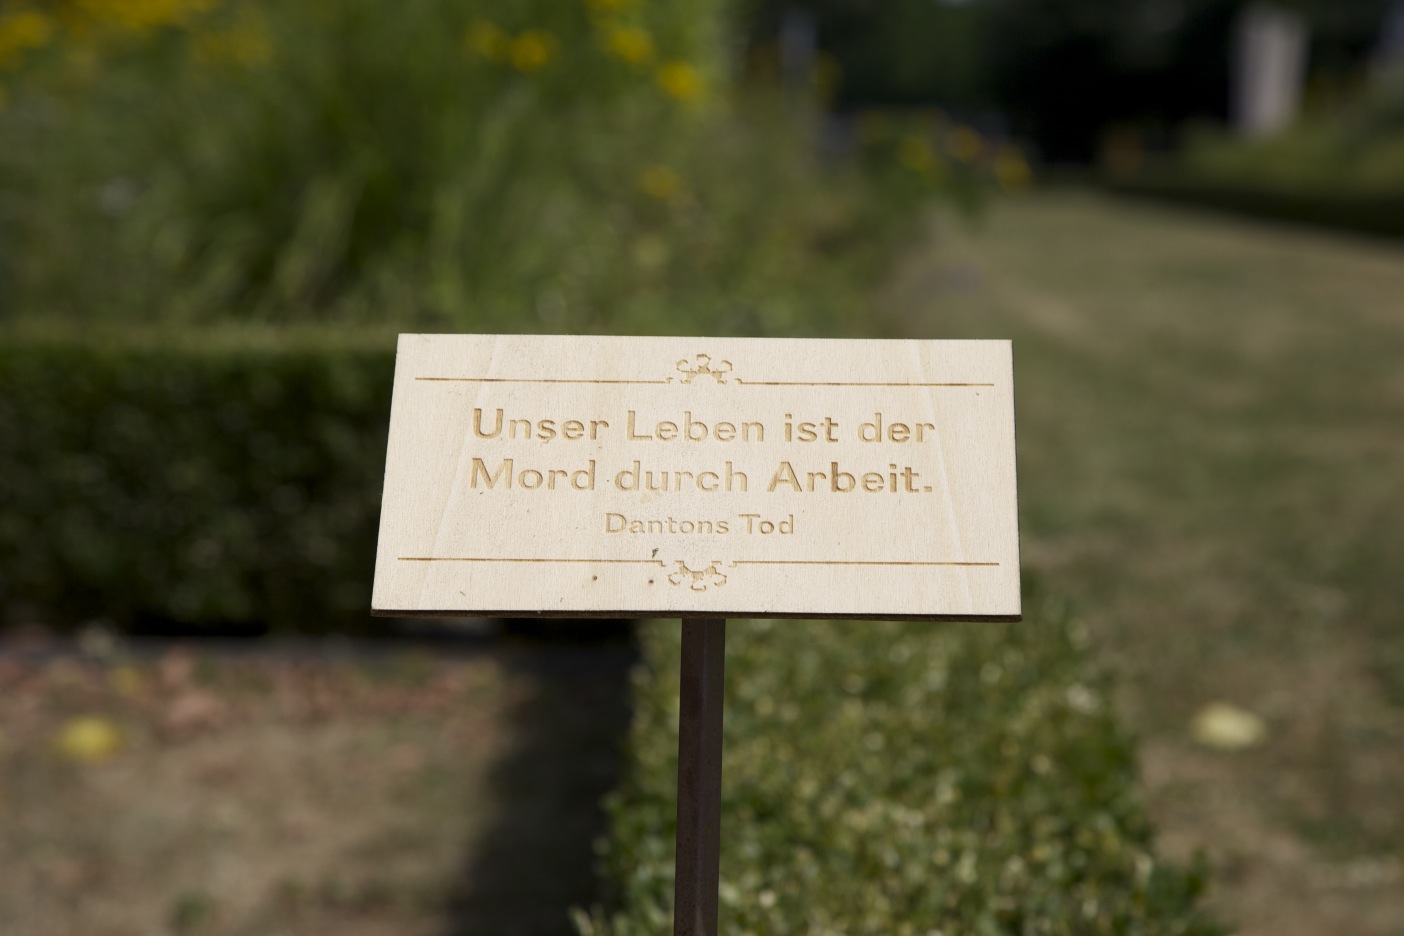 Unser Leben ist der
Mord durch Arbeit.
Dantons Tod